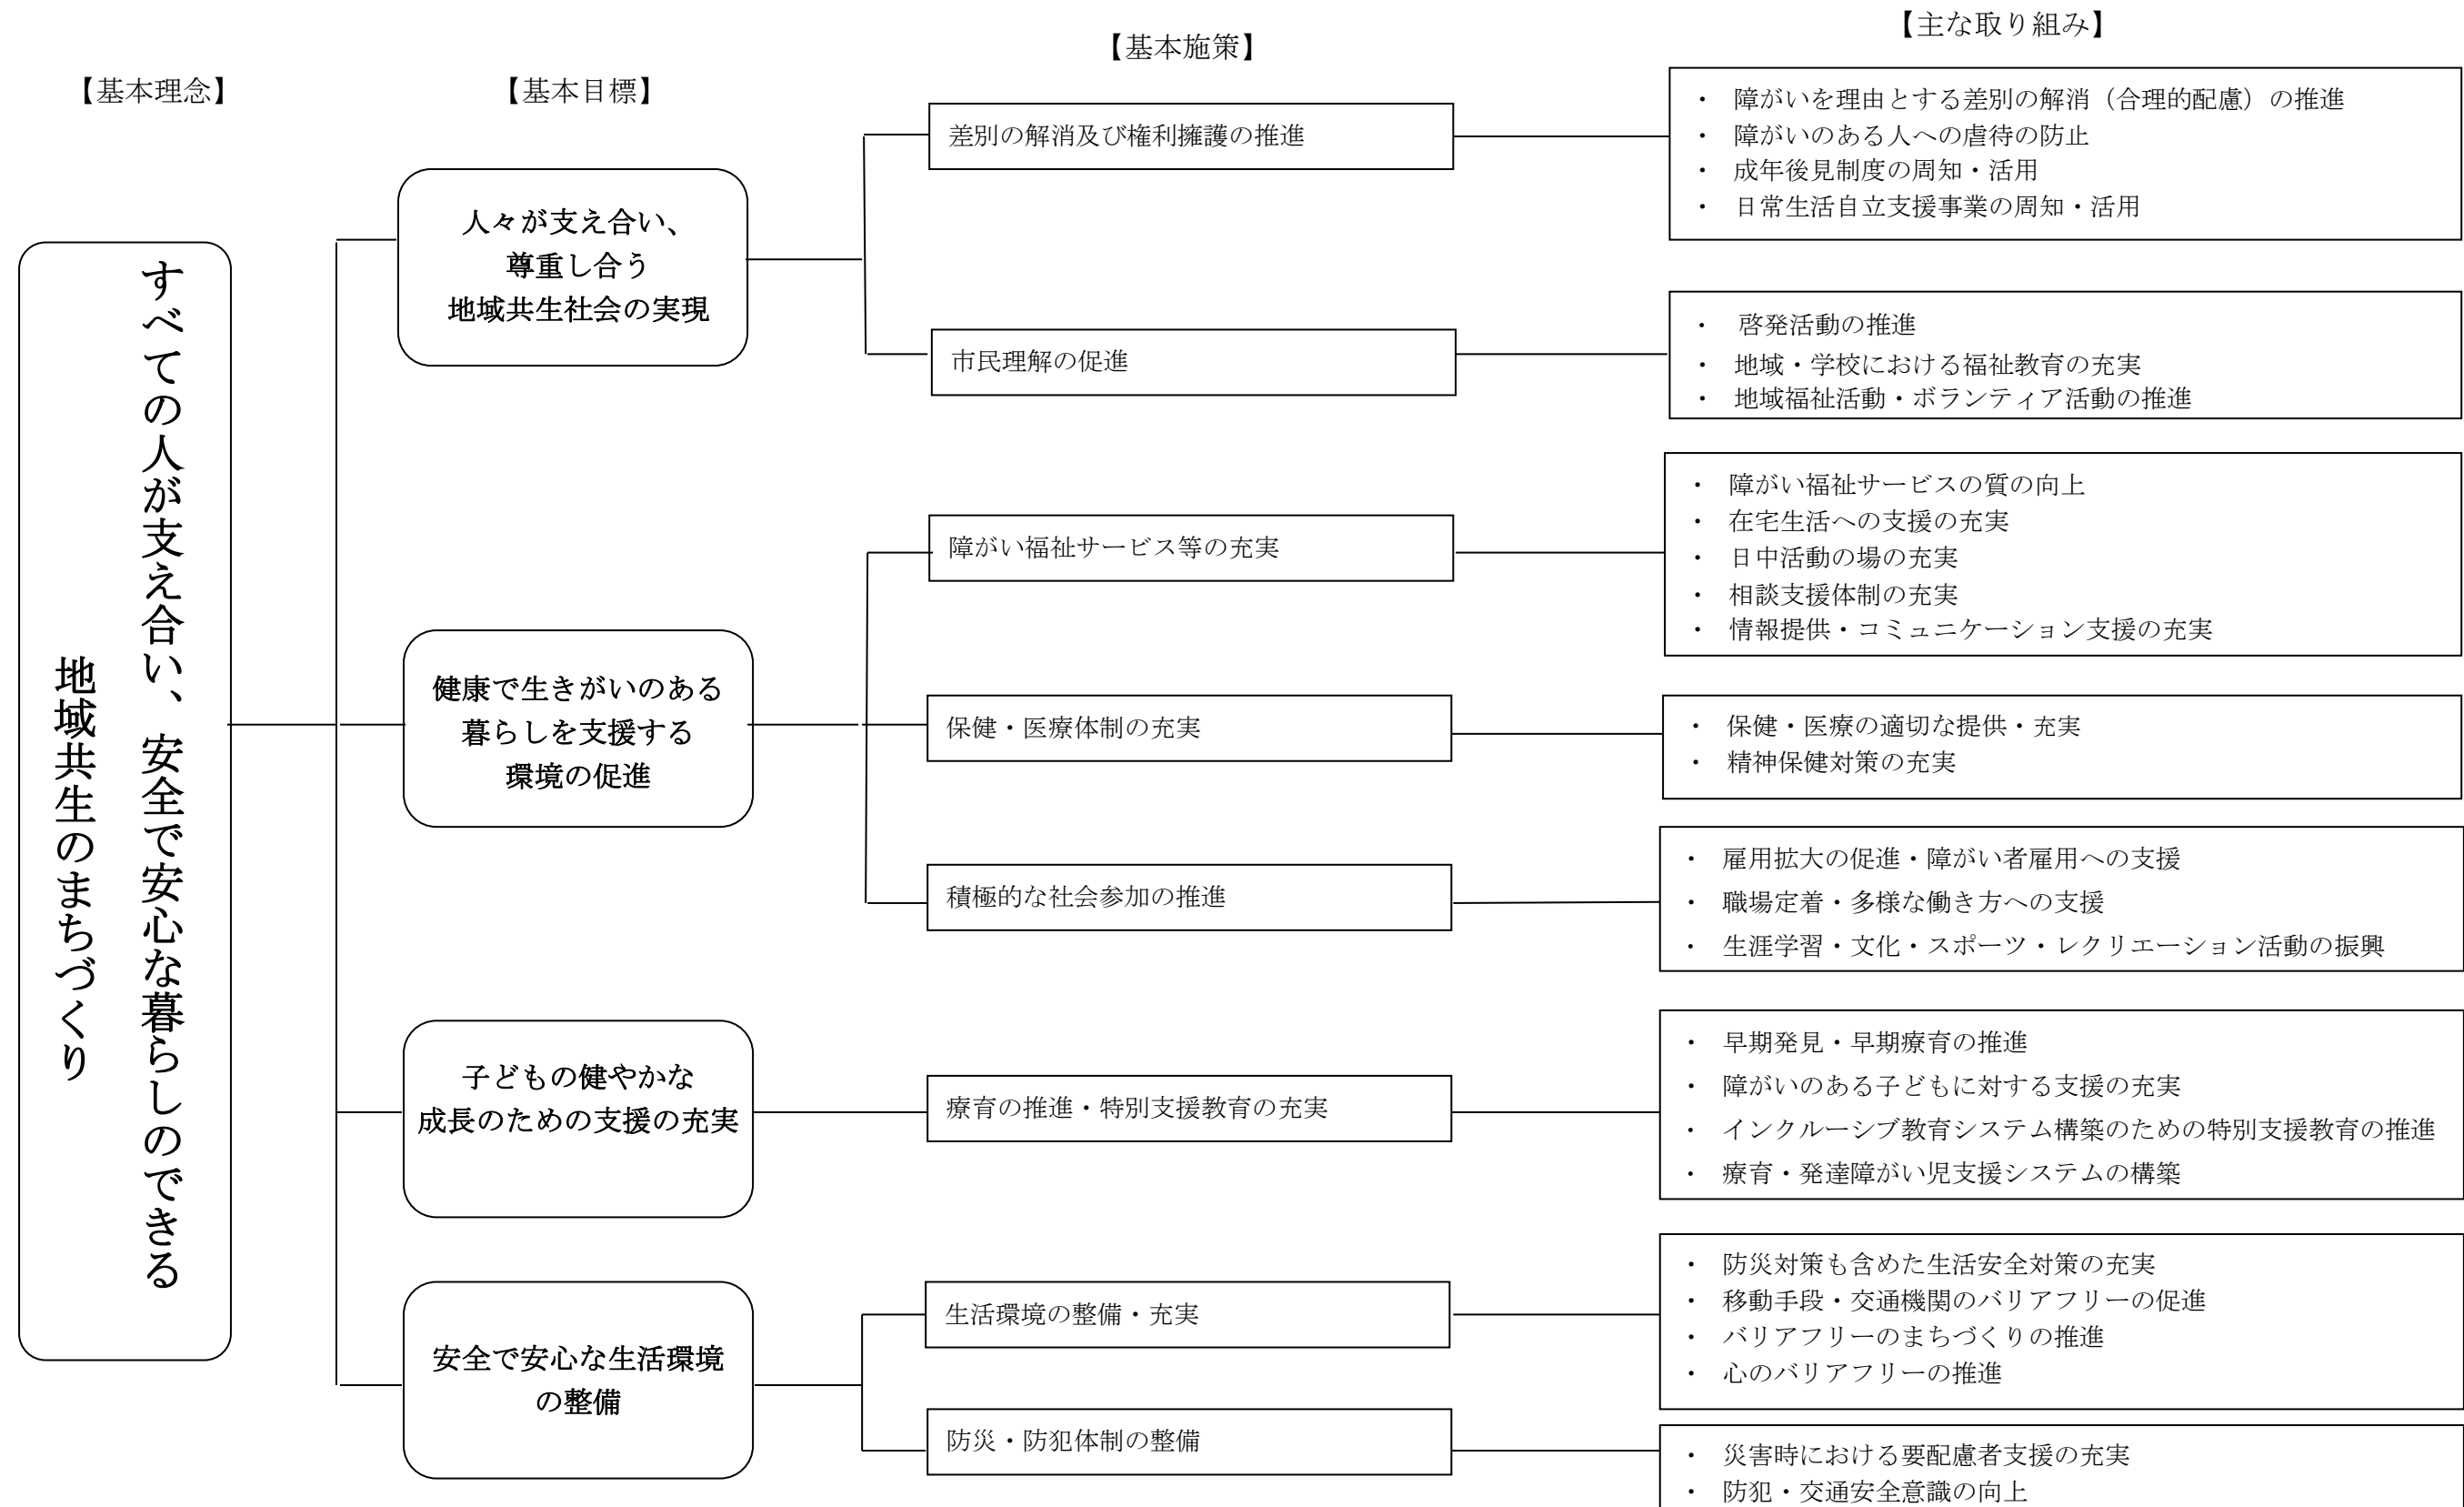 【基本理念】
【基本目標】
【基本施策】
【主な取り組み】
すべての人が支え合い、安全で安心な暮らしのできる
地域共生のまちづくり
人々が支え合い、
尊重し合う
地域共生社会の実現
差別の解消及び権利擁護の推進
・ 障がいを理由とする差別の解消（合理的配慮）の推進
・ 障がいのある人への虐待の防止
・ 成年後見制度の周知・活用
・ 日常生活自立支援事業の周知・活用
市民理解の促進
・ 啓発活動の推進
・ 地域・学校における福祉教育の充実
・ 地域福祉活動・ボランティア活動の推進
健康で生きがいのある
暮らしを支援する
環境の促進
障がい福祉サービス等の充実
・ 障がい福祉サービスの質の向上
・ 在宅生活への支援の充実
・ 日中活動の場の充実
・ 相談支援体制の充実
・ 情報提供・コミュニケーション支援の充実
保健・医療体制の充実
・ 保健・医療の適切な提供・充実
・ 精神保健対策の充実
積極的な社会参加の推進
・ 雇用拡大の促進・障がい者雇用への支援
・ 職場定着・多様な働き方への支援
・ 生涯学習・文化・スポーツ・レクリエーション活動の振興
子どもの健やかな
成長のための支援の充実
療育の推進・特別支援教育の充実
・ 早期発見・早期療育の推進
・ 障がいのある子どもに対する支援の充実
・ インクルーシブ教育システム構築のための特別支援教育の推進
・ 療育・発達障がい児支援システムの構築
安全で安心な生活環境
の整備
生活環境の整備・充実
・ 防災対策も含めた生活安全対策の充実
・ 移動手段・交通機関のバリアフリーの促進
・ バリアフリーのまちづくりの推進
・ 心のバリアフリーの推進
防災・防犯体制の整備
・ 災害時における要配慮者支援の充実
・ 防犯・交通安全意識の向上